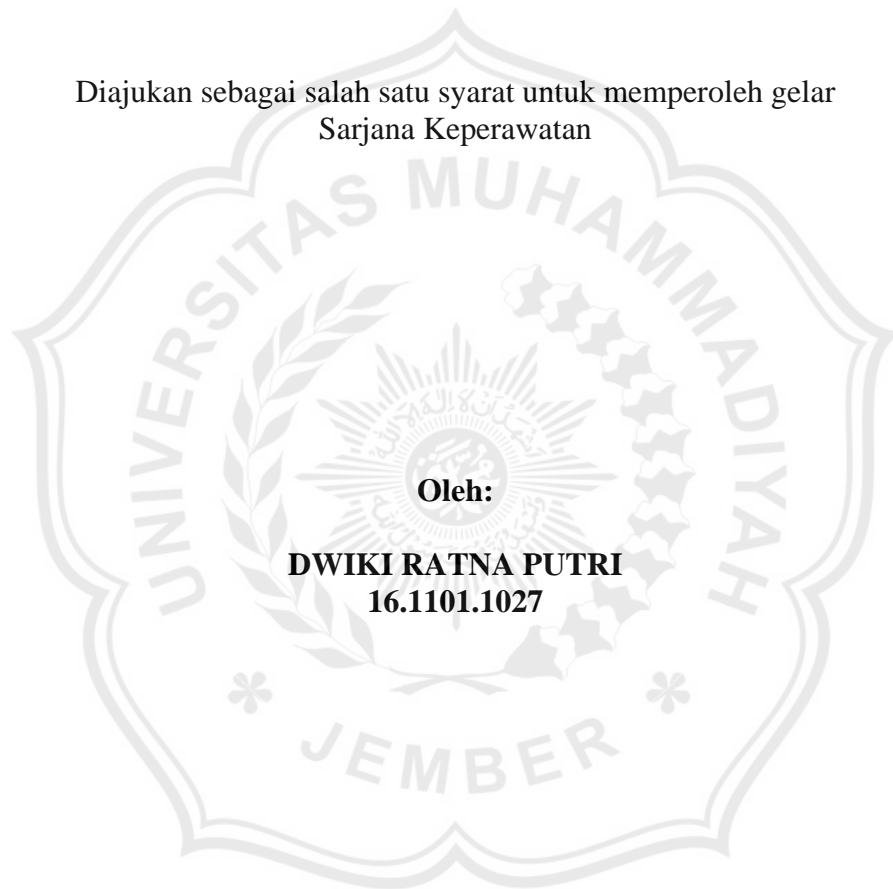 Diajukan sebagai salah satu syarat untuk memperoleh gelar
Sarjana Keperawatan
UNIVERSITAS MUHAMMADIYAH
Oleh:
DWIKI RATNA PUTRI
16.1101.1027
JEMBER